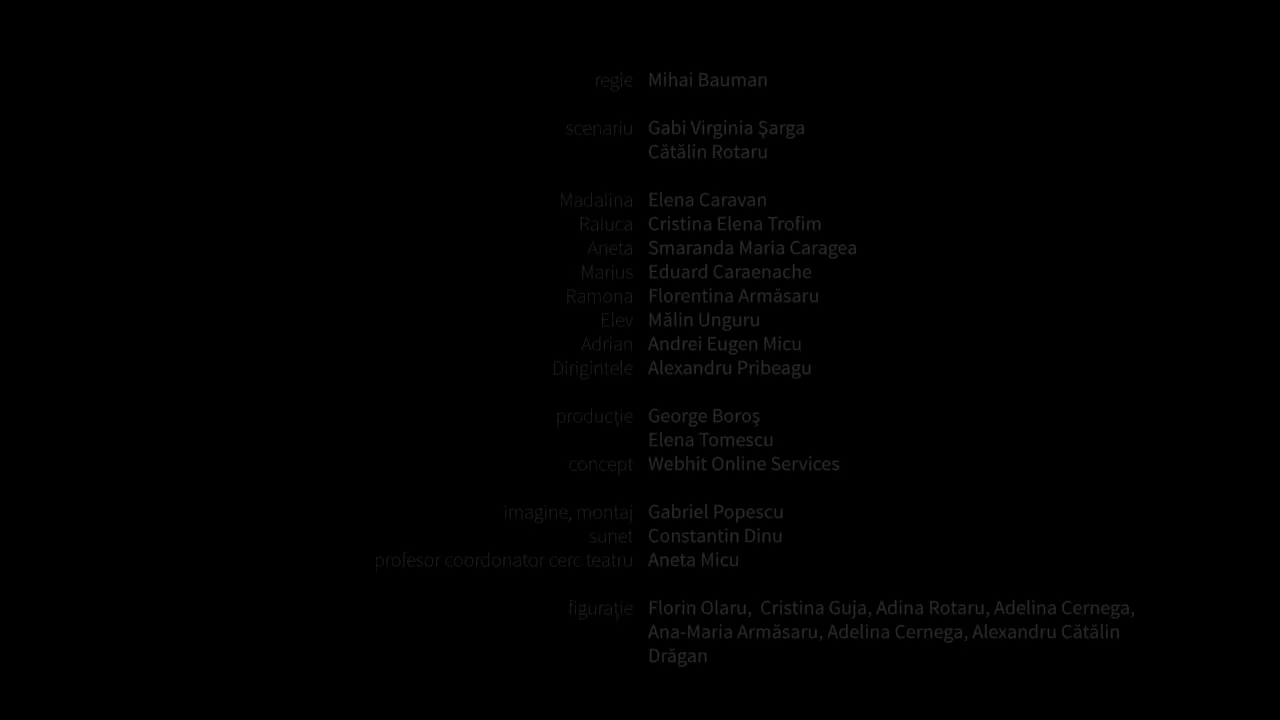 regie Mihai Bauman
scenariu Gabi Virginia Şarga
Cătălin Rotaru
Madalina Elena Caravan
Raluca Cristina Elena Trofim
Aneta Smaranda Maria Caragea
Marius Eduard Caraenache
Ramona Florentina Armăsaru
Elev Mălin Unguru
Adrian Andrei Eugen Micu
Dirigintele Alexandru Pribeagu
producţie George Boroş
Elena Tomescu
concept Webhit Online Services
imagine, montaj Gabriel Popescu
sunet Constantin Dinu
profesor coordonator cerc teatru Aneta Micu
figuraţie Florin Olaru, Cristina Guja, Adina Rotaru, Adelina Cernega,
Ana-Maria Armăsaru, Adelina Cernega, Alexandru Cătălin
Drăgan